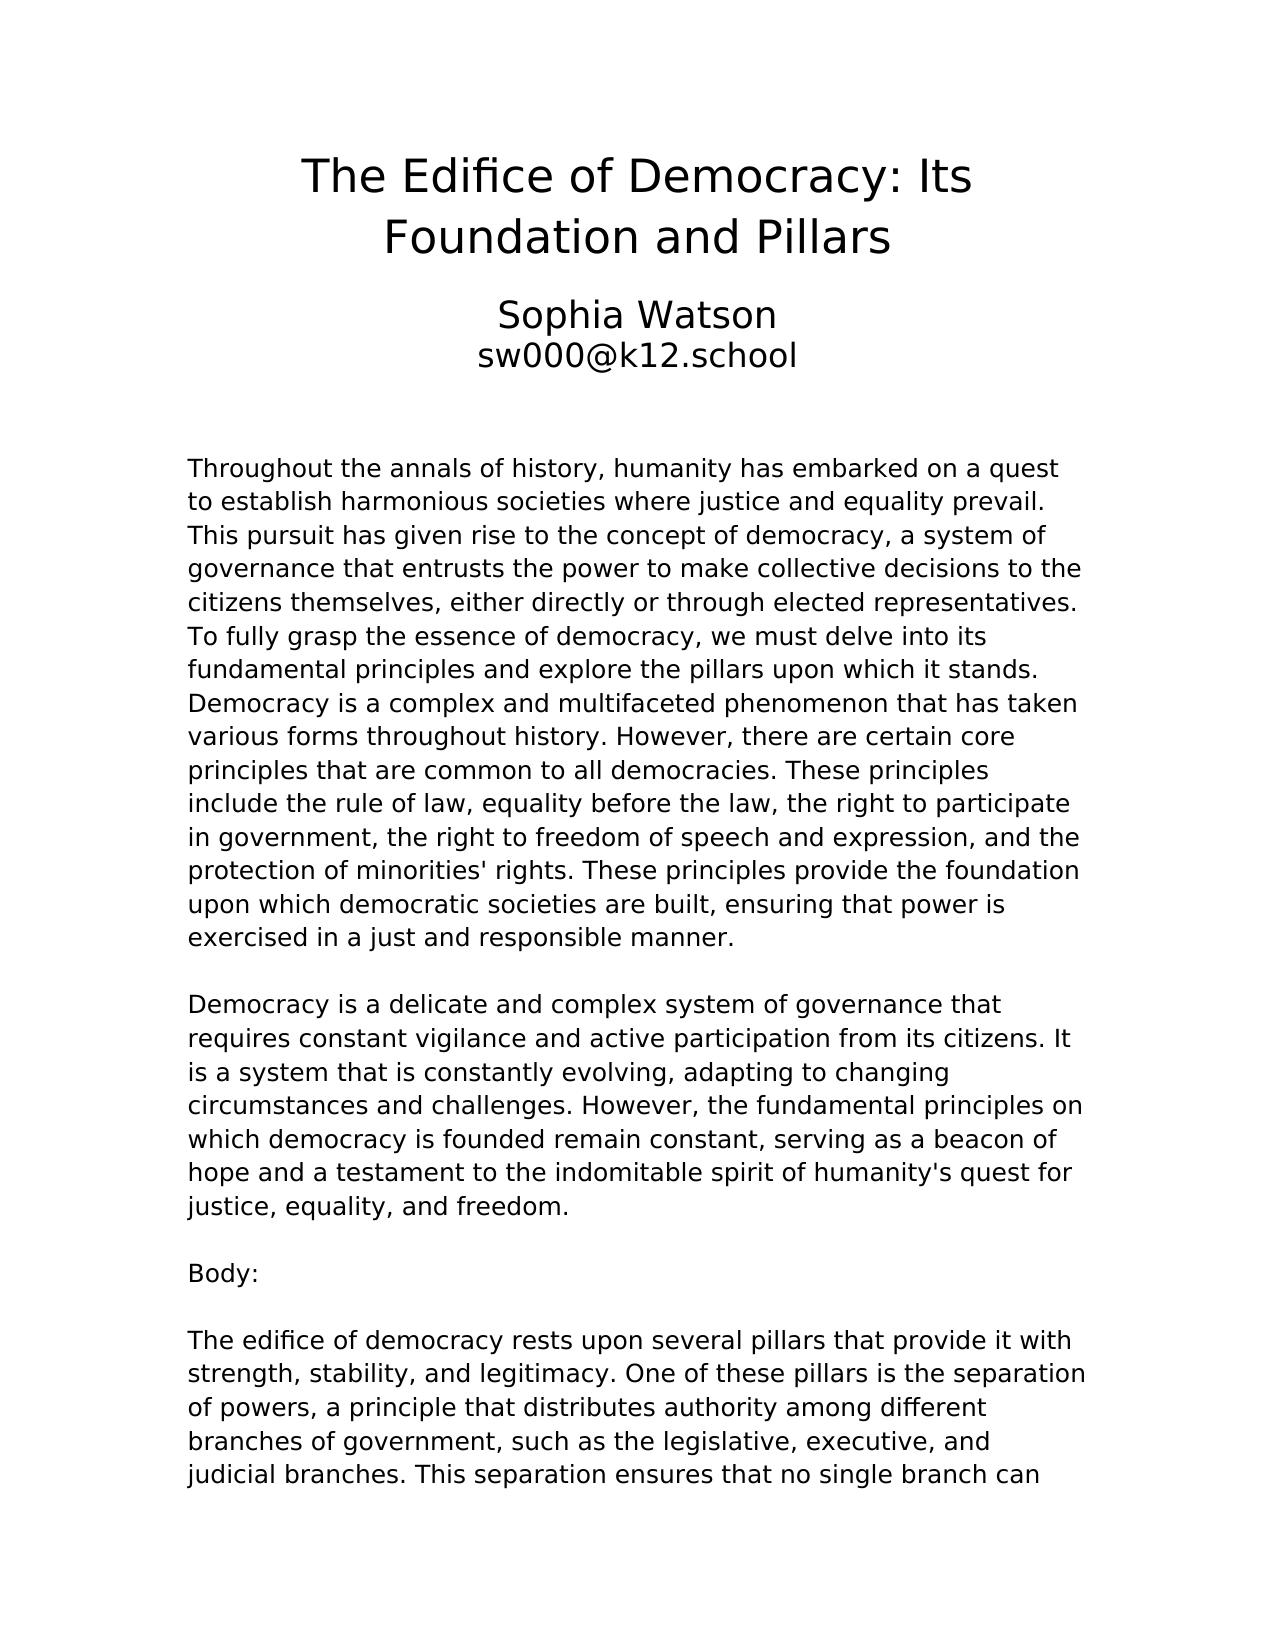 The Edifice of Democracy: Its
Foundation and Pillars
Sophia Watson
sw000@k12.school
Throughout the annals of history, humanity has embarked on a quest
to establish harmonious societies where justice and equality prevail.
This pursuit has given rise to the concept of democracy, a system of
governance that entrusts the power to make collective decisions to the
citizens themselves, either directly or through elected representatives.
To fully grasp the essence of democracy, we must delve into its
fundamental principles and explore the pillars upon which it stands.
Democracy is a complex and multifaceted phenomenon that has taken
various forms throughout history. However, there are certain core
principles that are common to all democracies. These principles
include the rule of law, equality before the law, the right to participate
in government, the right to freedom of speech and expression, and the
protection of minorities' rights. These principles provide the foundation
upon which democratic societies are built, ensuring that power is
exercised in a just and responsible manner.
Democracy is a delicate and complex system of governance that
requires constant vigilance and active participation from its citizens. It
is a system that is constantly evolving, adapting to changing
circumstances and challenges. However, the fundamental principles on
which democracy is founded remain constant, serving as a beacon of
hope and a testament to the indomitable spirit of humanity's quest for
justice, equality, and freedom.
Body:
The edifice of democracy rests upon several pillars that provide it with
strength, stability, and legitimacy. One of these pillars is the separation
of powers, a principle that distributes authority among different
branches of government, such as the legislative, executive, and
judicial branches. This separation ensures that no single branch can